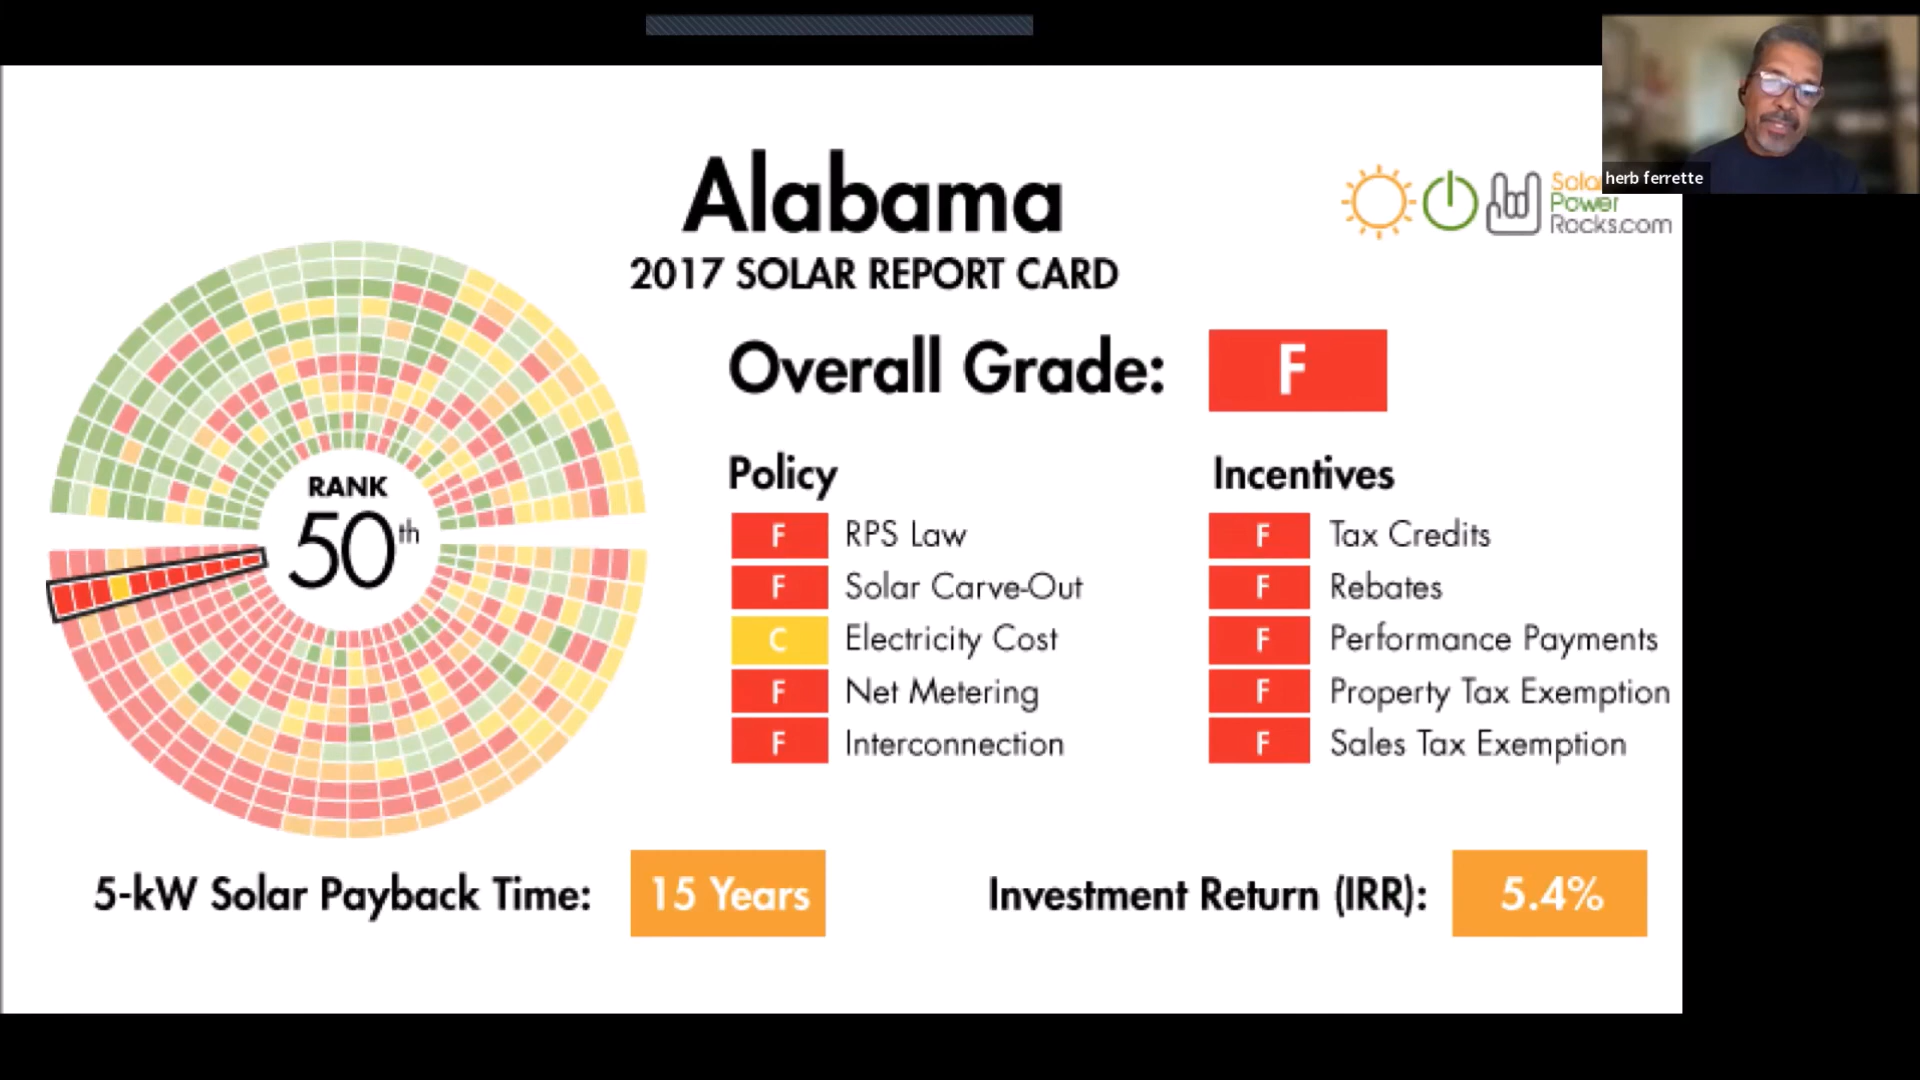 herb ferrette
Alabama
2017 SOLAR REPORT CARD
Sola
Power
Rocks.com
Overall Grade: F
RANK
50th
Policy
F RPS Law
F Solar Carve-Out
C Electricity Cost
F Net Metering
F Interconnection
Incentives
F Tax Credits
F Rebates
F Performance Payments
F Property Tax Exemption
F Sales Tax Exemption
5-kW Solar Payback Time: 15 Years
Investment Return (IRR): 5.4%